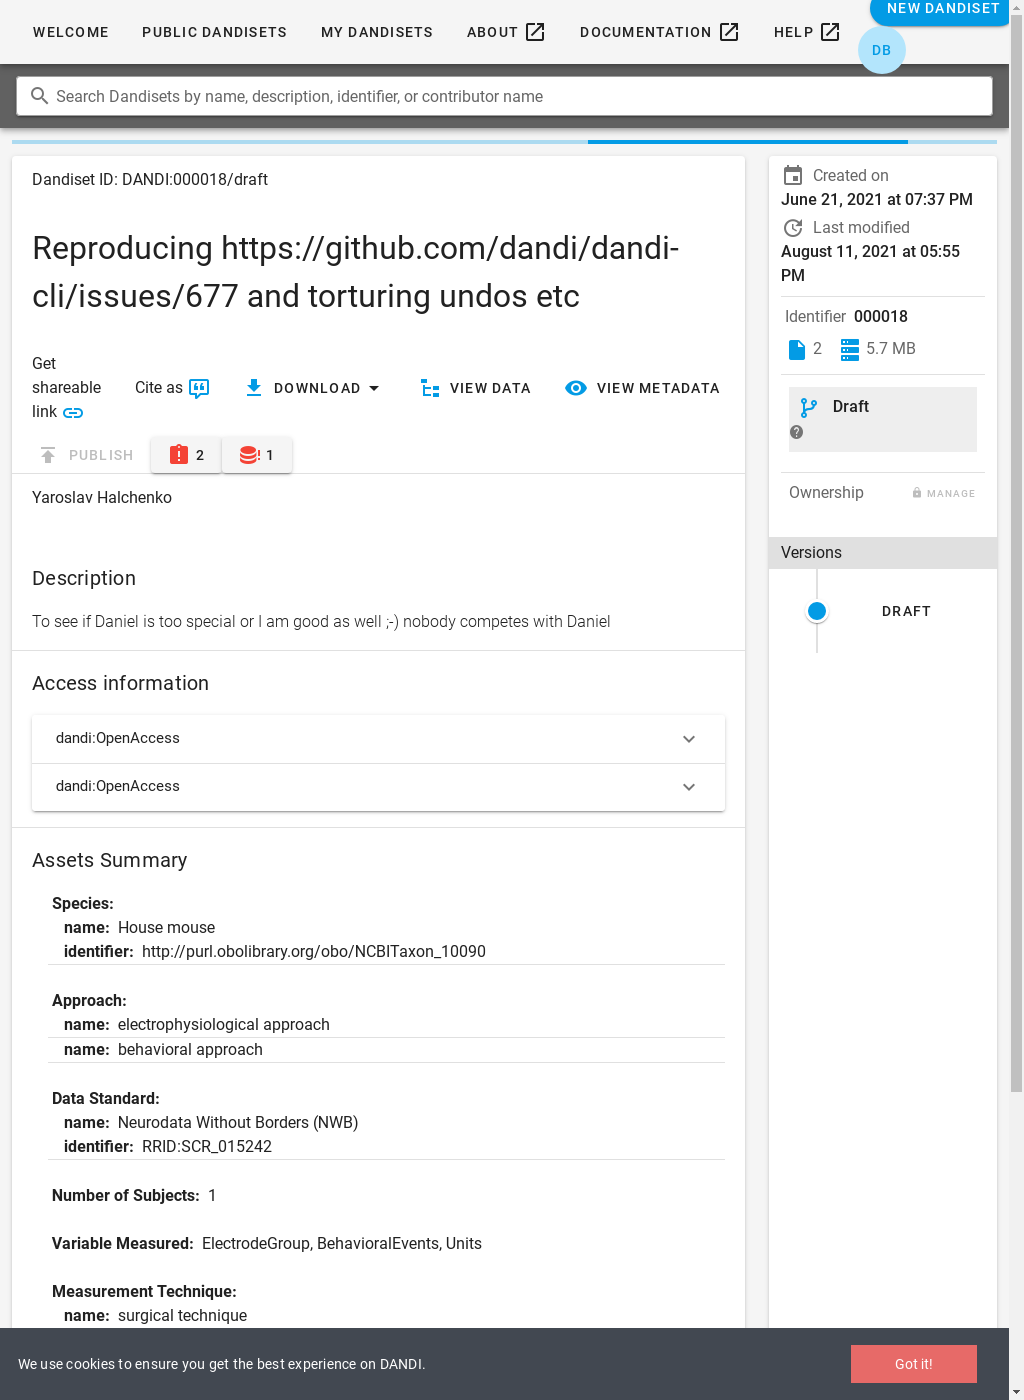 WELCOME PUBLIC DANDISETS MY DANDISETS ABOUT DOCUMENTATION HELP NEW DANDISET
DB
Search Dandisets by name, description, identifier, or contributor name
Dandiset ID: DANDI:000018/draft
Reproducing https://github.com/dandi/dandi-
cli/issues/677 and torturing undos etc
Get
shareable
link
Cite as
DOWNLOAD
VIEW DATA
VIEW METADATA
PUBLISH
2
1
Yaroslav Halchenko
Description
To see if Daniel is too special or I am good as well ;-) nobody competes with Daniel
Access information
dandi:OpenAccess
dandi:OpenAccess
Assets Summary
Species:
name: House mouse
identifier: http://purl.obolibrary.org/obo/NCBITaxon_10090
Approach:
name: electrophysiological approach
name: behavioral approach
Data Standard:
name: Neurodata Without Borders (NWB)
identifier: RRID:SCR_015242
Number of Subjects: 1
Variable Measured: ElectrodeGroup, BehavioralEvents, Units
Measurement Technique:
name: surgical technique
Created on
June 21, 2021 at 07:37 PM
Last modified
August 11, 2021 at 05:55
PM
Identifier 000018
2 5.7 MB
Draft
?
Ownership MANAGE
Versions
DRAFT
We use cookies to ensure you get the best experience on DANDI.
Got it!